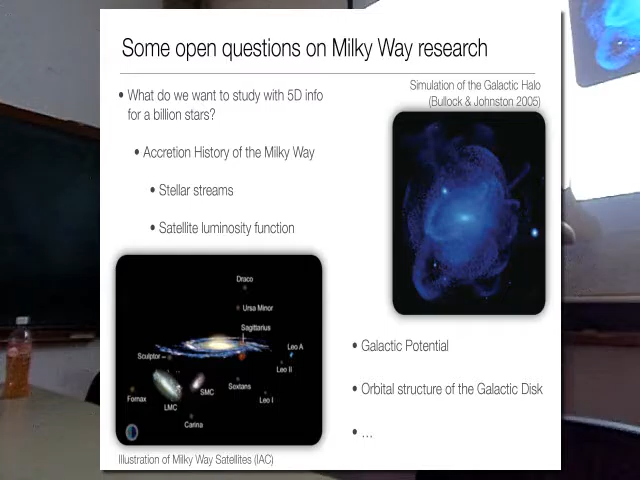 Some open questions on Milky Way research
• What do we want to study with 5D info
for a billion stars?
• Accretion History of the Milky Way
• Stellar streams
• Satellite luminosity function
Simulation of the Galactic Halo
(Bullock & Johnston 2005)
Draco
Ursa Minor
Sagittarius
Leo A
Sculptor
Leo II
Sextans
SMC
Fornax
LMC
Leo I
Carina
Illustration of Milky Way Satellites (IAC)
• Galactic Potential
• Orbital structure of the Galactic Disk
• ...